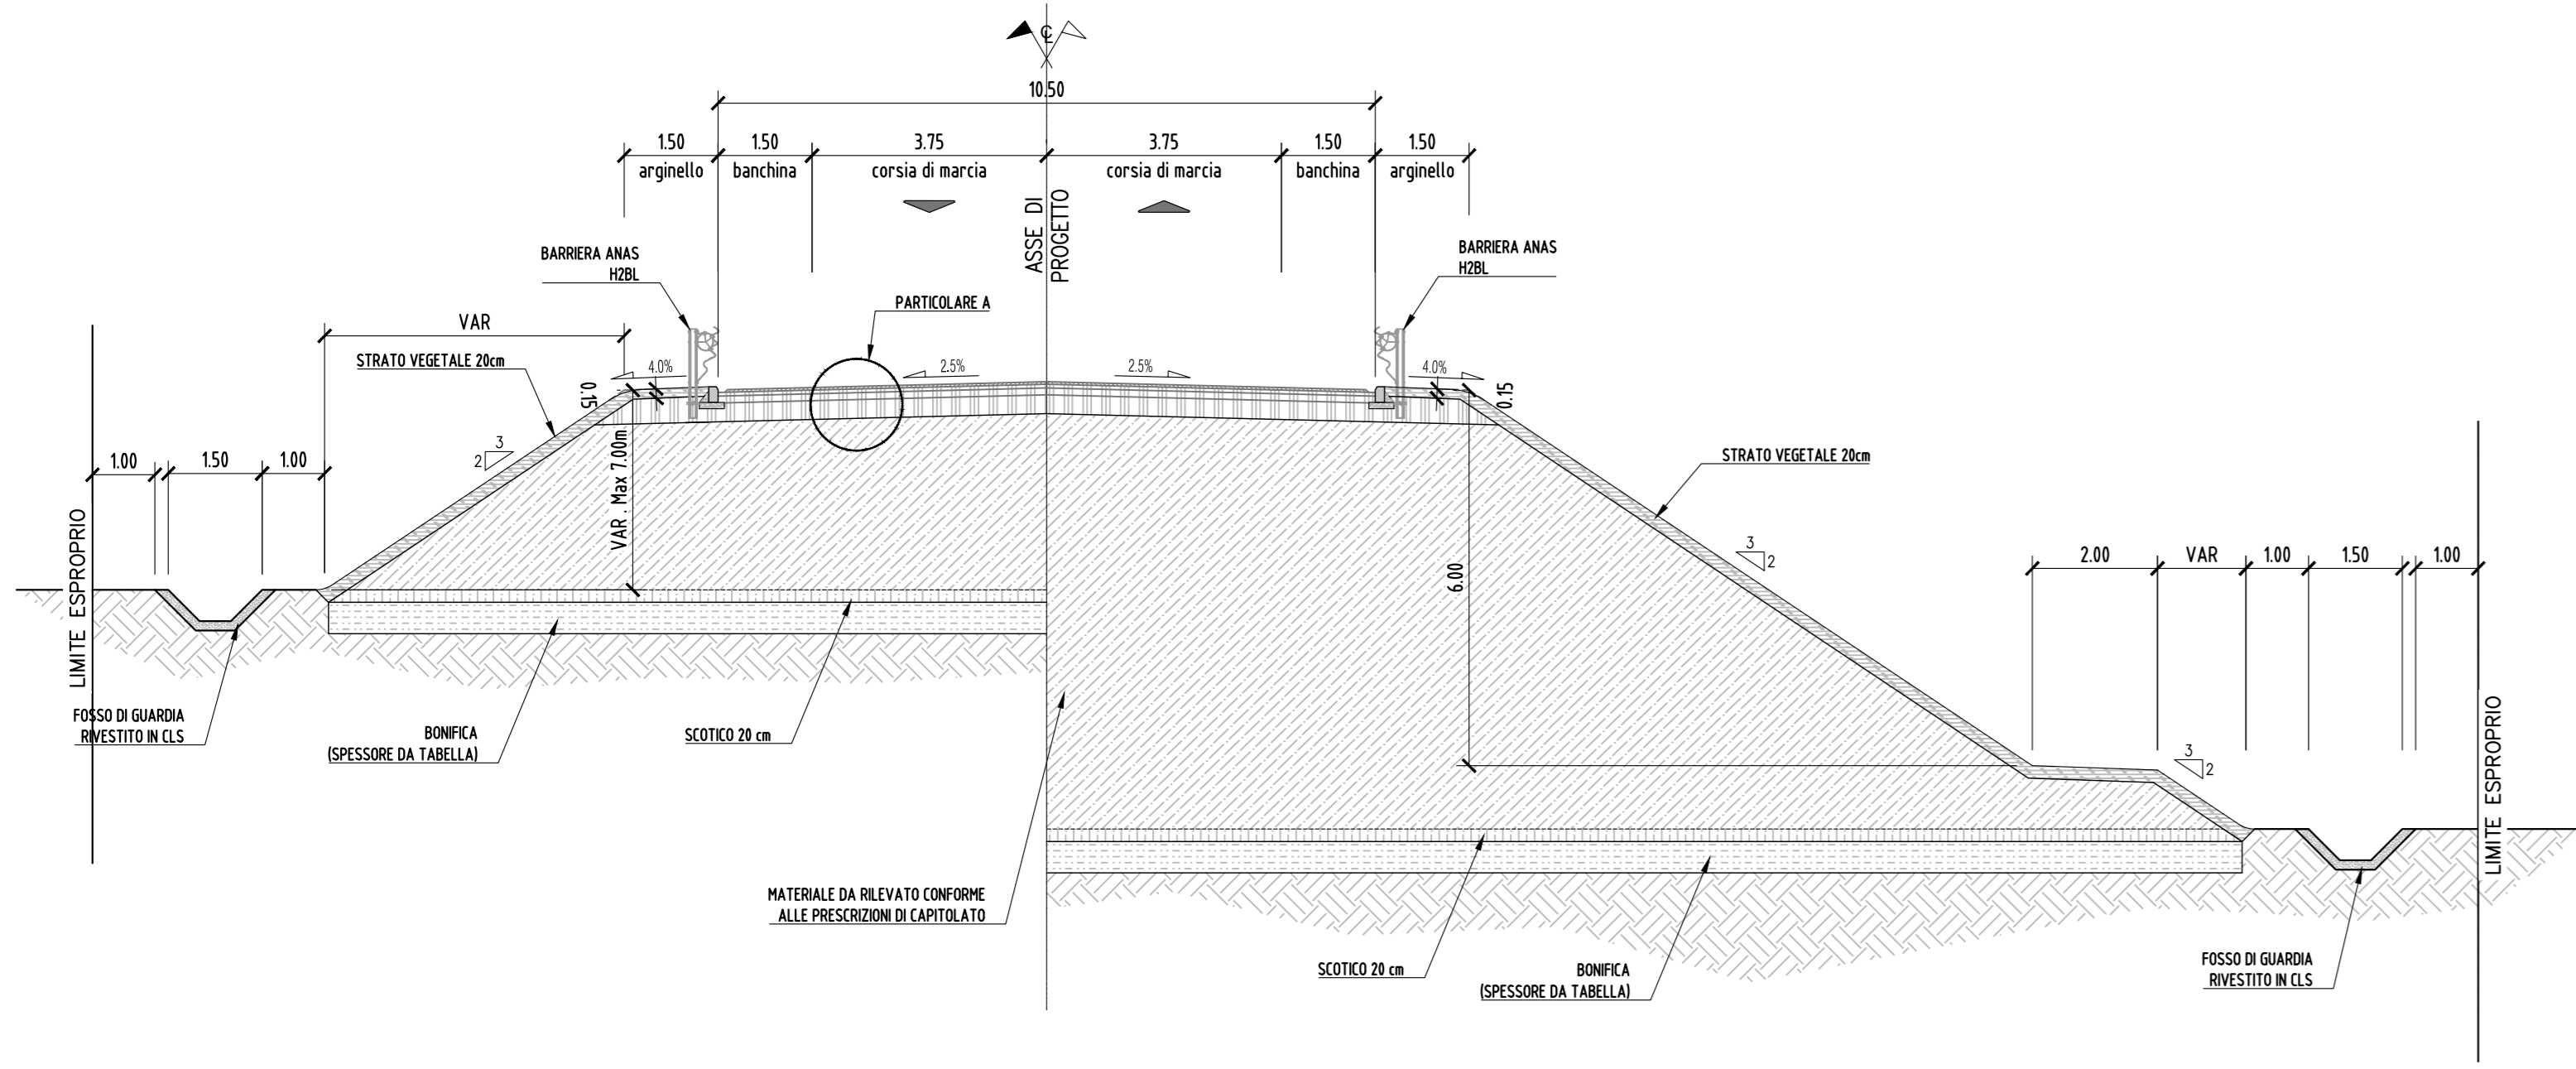 ℄
10.50
1.50 1.50 3.75 3.75 1.50 1.50
arginello banchina corsia di marcia corsia di marcia banchina arginello
ASSE DI
PROGETTO
BARRIERA ANAS
H2BL
BARRIERA ANAS
H2BL
PARTICOLARE A
VAR
STRATO VEGETALE 20cm
4.0% 2.5% 2.5% 4.0%
0.15
0.15
3
2
VAR. Max 7.00m
1.00 1.50 1.00
STRATO VEGETALE 20cm
3
2
6.00
2.00 VAR 1.00 1.50 1.00
LIMITE ESPROPRIO
FOSSO DI GUARDIA
RIVESTITO IN CLS
BONIFICA
(SPESSORE DA TABELLA)
SCOTICO 20 cm
3
2
LIMITE ESPROPRIO
MATERIALE DA RILEVATO CONFORME
ALLE PRESCRIZIONI DI CAPITOLATO
SCOTICO 20 cm
BONIFICA
(SPESSORE DA TABELLA)
FOSSO DI GUARDIA
RIVESTITO IN CLS